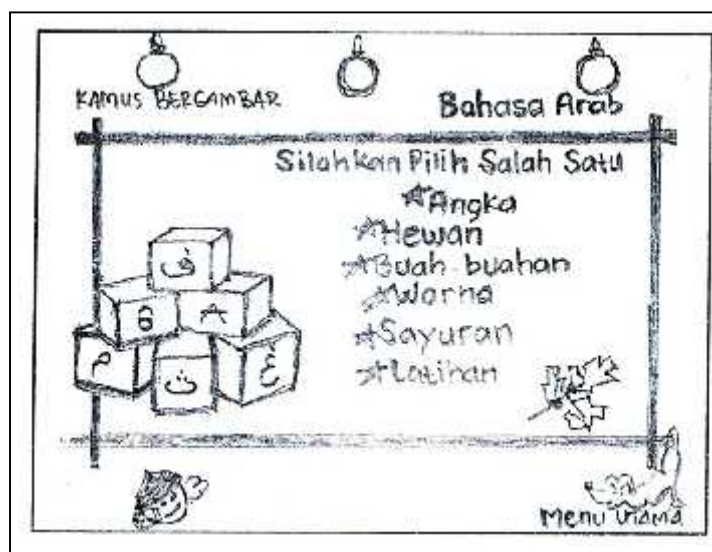 KAMUS BERGAMBAR
Bahasa Arab
Silahkan Pilih Salah Satu
Angka
Hewan
Buah-buahan
Warna
Sayuran
Latihan
ف
B A
م ث غ
Menu Utama